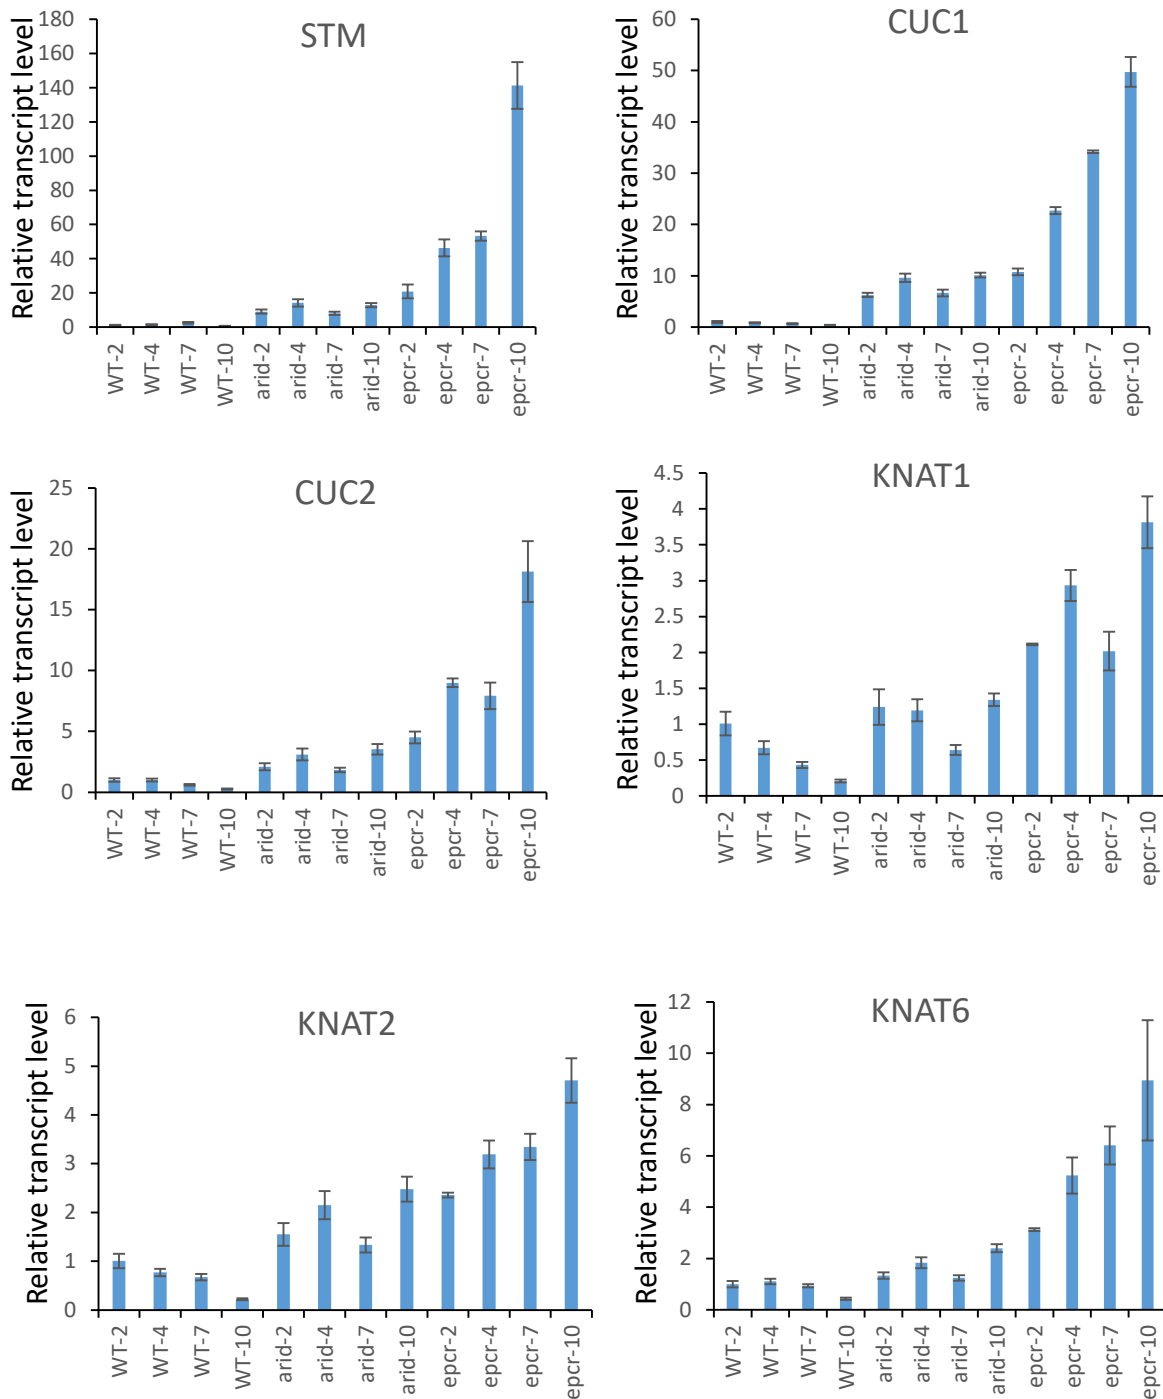 STM
Relative transcript level
180
160
140
120
100
80
60
40
20
0
WT-2
WT-4
WT-7
WT-10
arid-2
arid-4
arid-7
arid-10
epcr-2
epcr-4
epcr-7
epcr-10
CUC1
Relative transcript level
60
50
40
30
20
10
0
WT-2
WT-4
WT-7
WT-10
arid-2
arid-4
arid-7
arid-10
epcr-2
epcr-4
epcr-7
epcr-10
CUC2
Relative transcript level
25
20
15
10
5
0
WT-2
WT-4
WT-7
WT-10
arid-2
arid-4
arid-7
arid-10
epcr-2
epcr-4
epcr-7
epcr-10
KNAT1
Relative transcript level
4.5
4
3.5
3
2.5
2
1.5
1
0.5
0
WT-2
WT-4
WT-7
WT-10
arid-2
arid-4
arid-7
arid-10
epcr-2
epcr-4
epcr-7
epcr-10
KNAT2
Relative transcript level
6
5
4
3
2
1
0
WT-2
WT-4
WT-7
WT-10
arid-2
arid-4
arid-7
arid-10
epcr-2
epcr-4
epcr-7
epcr-10
KNAT6
Relative transcript level
12
10
8
6
4
2
0
WT-2
WT-4
WT-7
WT-10
arid-2
arid-4
arid-7
arid-10
epcr-2
epcr-4
epcr-7
epcr-10